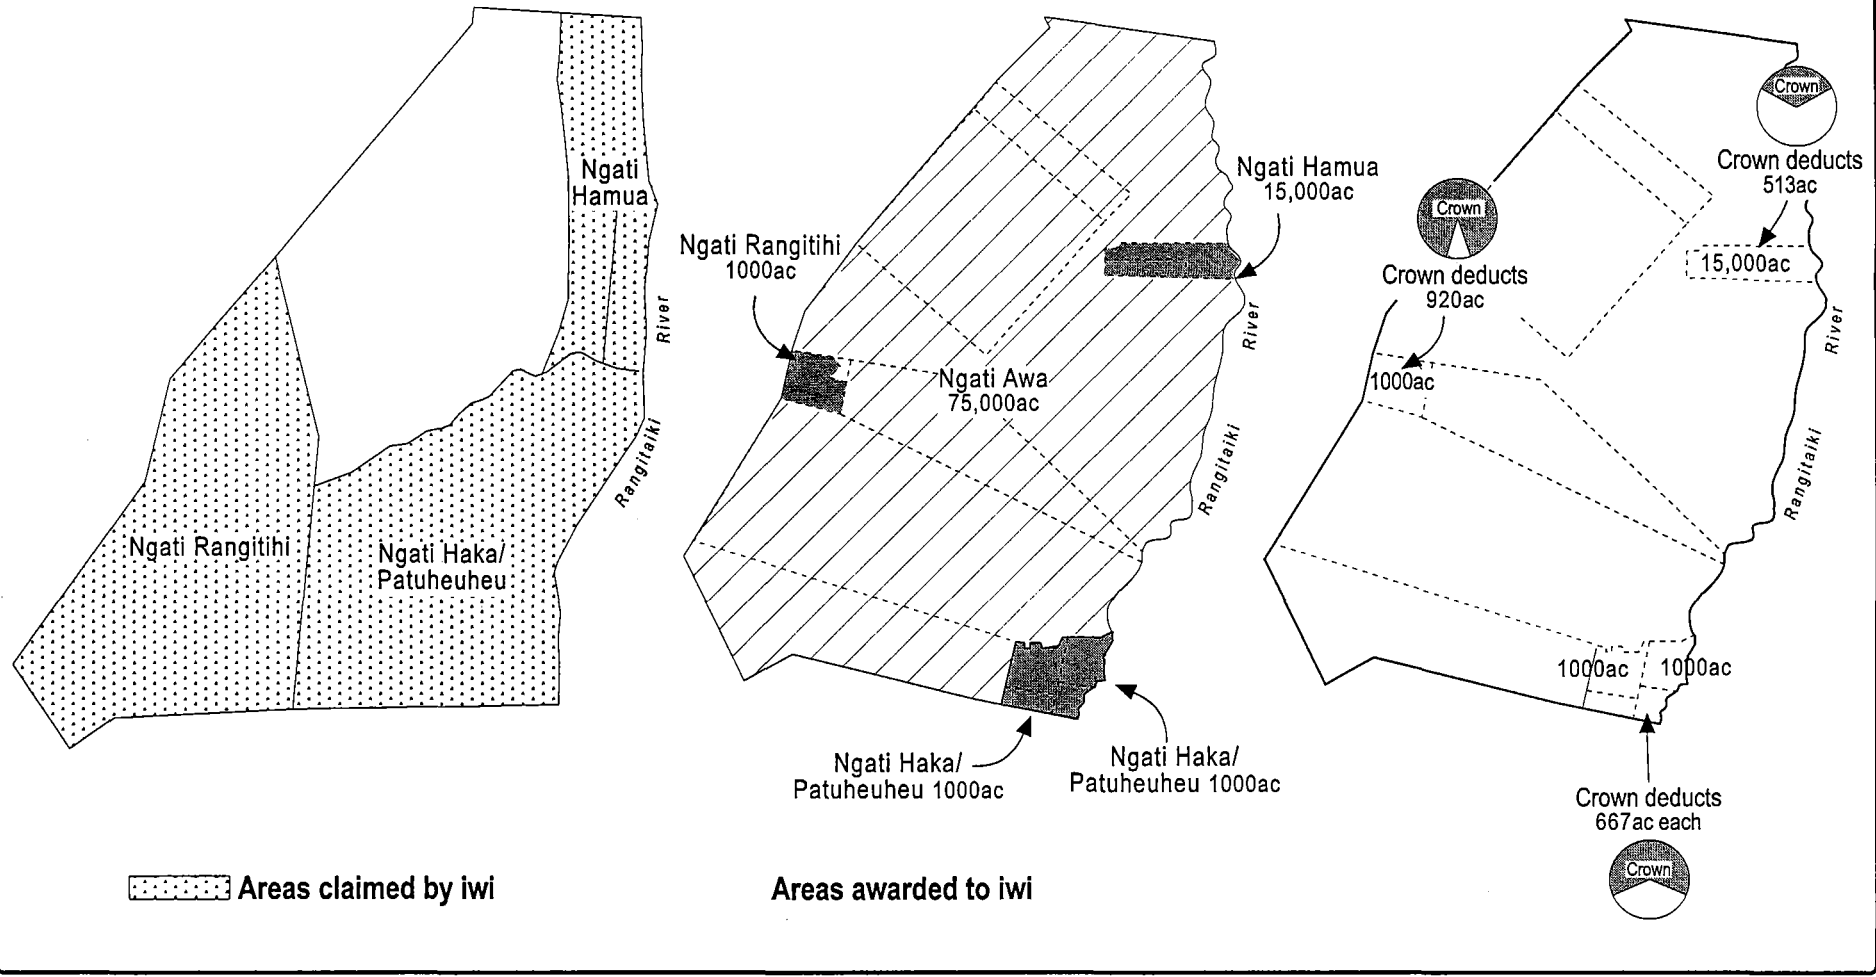 Ngati
Hamua
River
Rangitaiki
Ngati Rangitihi
Ngati Haka/
Patuheuheu
Areas claimed by iwi
Ngati Hamua
15,000ac
Ngati Rangitihi
1000ac
River
Ngati Awa
75,000ac
Rangitaiki
Ngati Haka/
Patuheuheu 1000ac
Ngati Haka/
Patuheuheu 1000ac
Areas awarded to iwi
Crown
Crown deducts
513ac
Crown
Crown deducts
920ac
15,000ac
River
1000ac
Rangitaiki
1000ac
1000ac
Crown deducts
667ac each
Crown